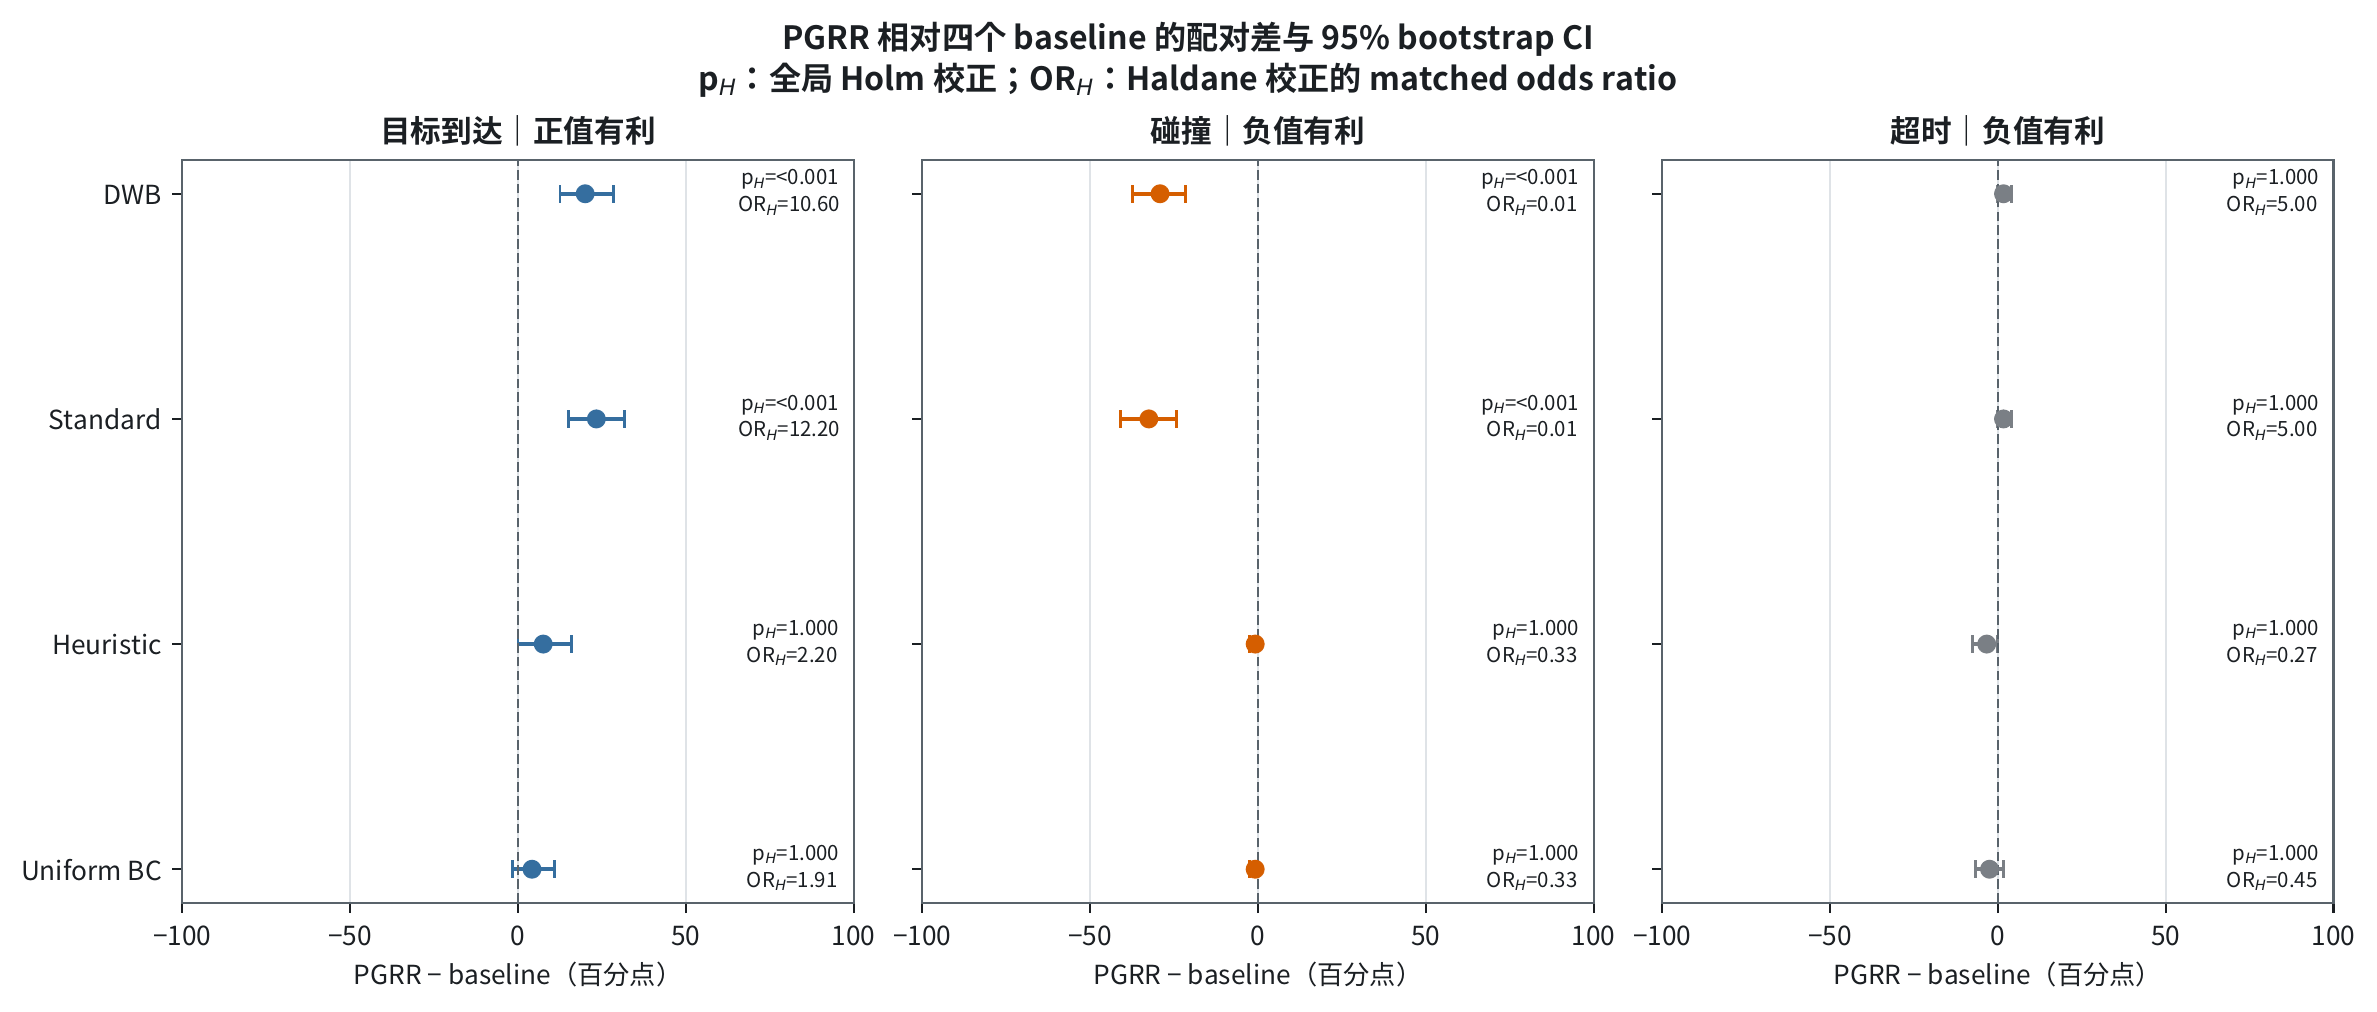 PGRR 相对四个 baseline 的配对差与 95% bootstrap CI
pH：全局 Holm 校正；ORH：Haldane 校正的 matched odds ratio
目标到达｜正值有利
碰撞｜负值有利
超时｜负值有利
DWB
pH=<0.001
ORH=10.60
pH=<0.001
ORH=0.01
pH=1.000
ORH=5.00
Standard
pH=<0.001
ORH=12.20
pH=<0.001
ORH=0.01
pH=1.000
ORH=5.00
Heuristic
pH=1.000
ORH=2.20
pH=1.000
ORH=0.33
pH=1.000
ORH=0.27
Uniform BC
pH=1.000
ORH=1.91
pH=1.000
ORH=0.33
pH=1.000
ORH=0.45
−100 −50 0 50 100
−100 −50 0 50 100
−100 −50 0 50 100
PGRR − baseline（百分点）
PGRR − baseline（百分点）
PGRR − baseline（百分点）